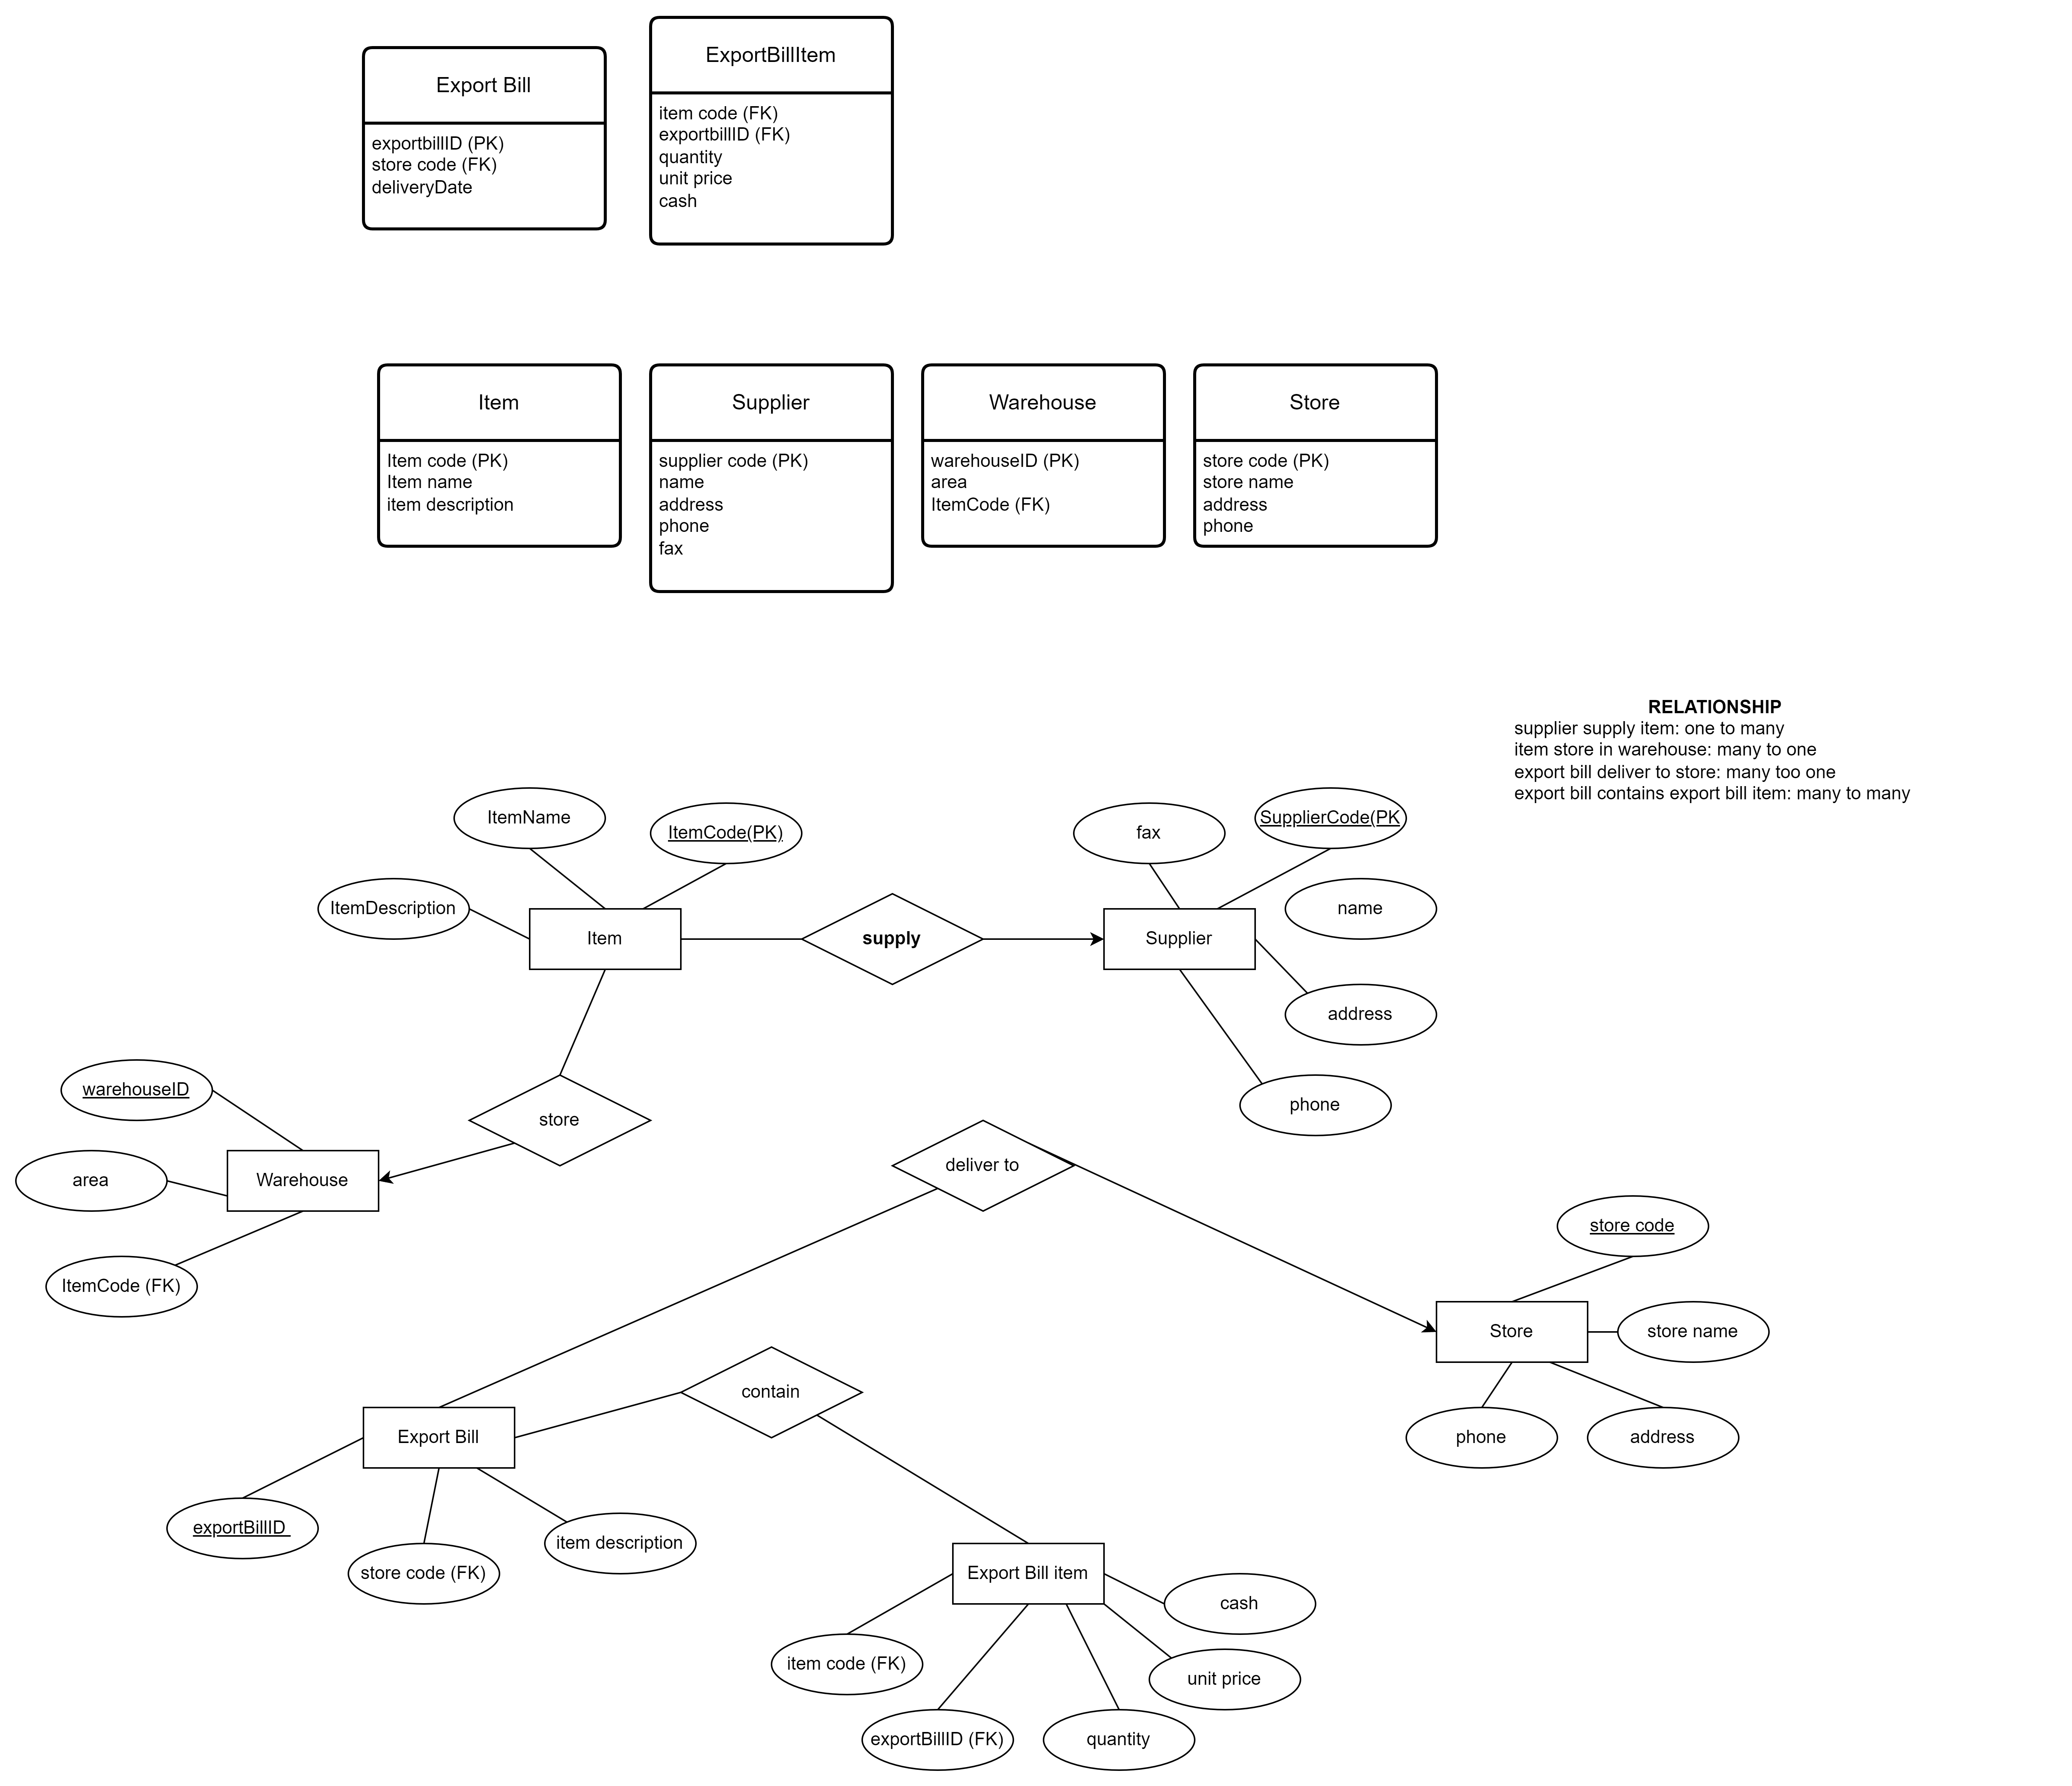 Export Bill
exportbillID (PK)
store code (FK)
deliveryDate
ExportBillItem
item code (FK)
exportbillID (FK)
quantity
unit price
cash
Item
Item code (PK)
Item name
item description
Supplier
supplier code (PK)
name
address
phone
fax
Warehouse
warehouseID (PK)
area
ItemCode (FK)
Store
store code (PK)
store name
address
phone
RELATIONSHIP
supplier supply item: one to many
item store in warehouse: many to one
export bill deliver to store: many too one
export bill contains export bill item: many to many
ItemName
ItemCode(PK)
ItemDescription
Item
supply
fax
SupplierCode(PK
name
Supplier
address
phone
warehouseID
store
area
Warehouse
ItemCode (FK)
deliver to
store code
Store
store name
phone
address
contain
Export Bill
exportBillID
store code (FK)
item description
Export Bill item
cash
item code (FK)
unit price
exportBillID (FK)
quantity